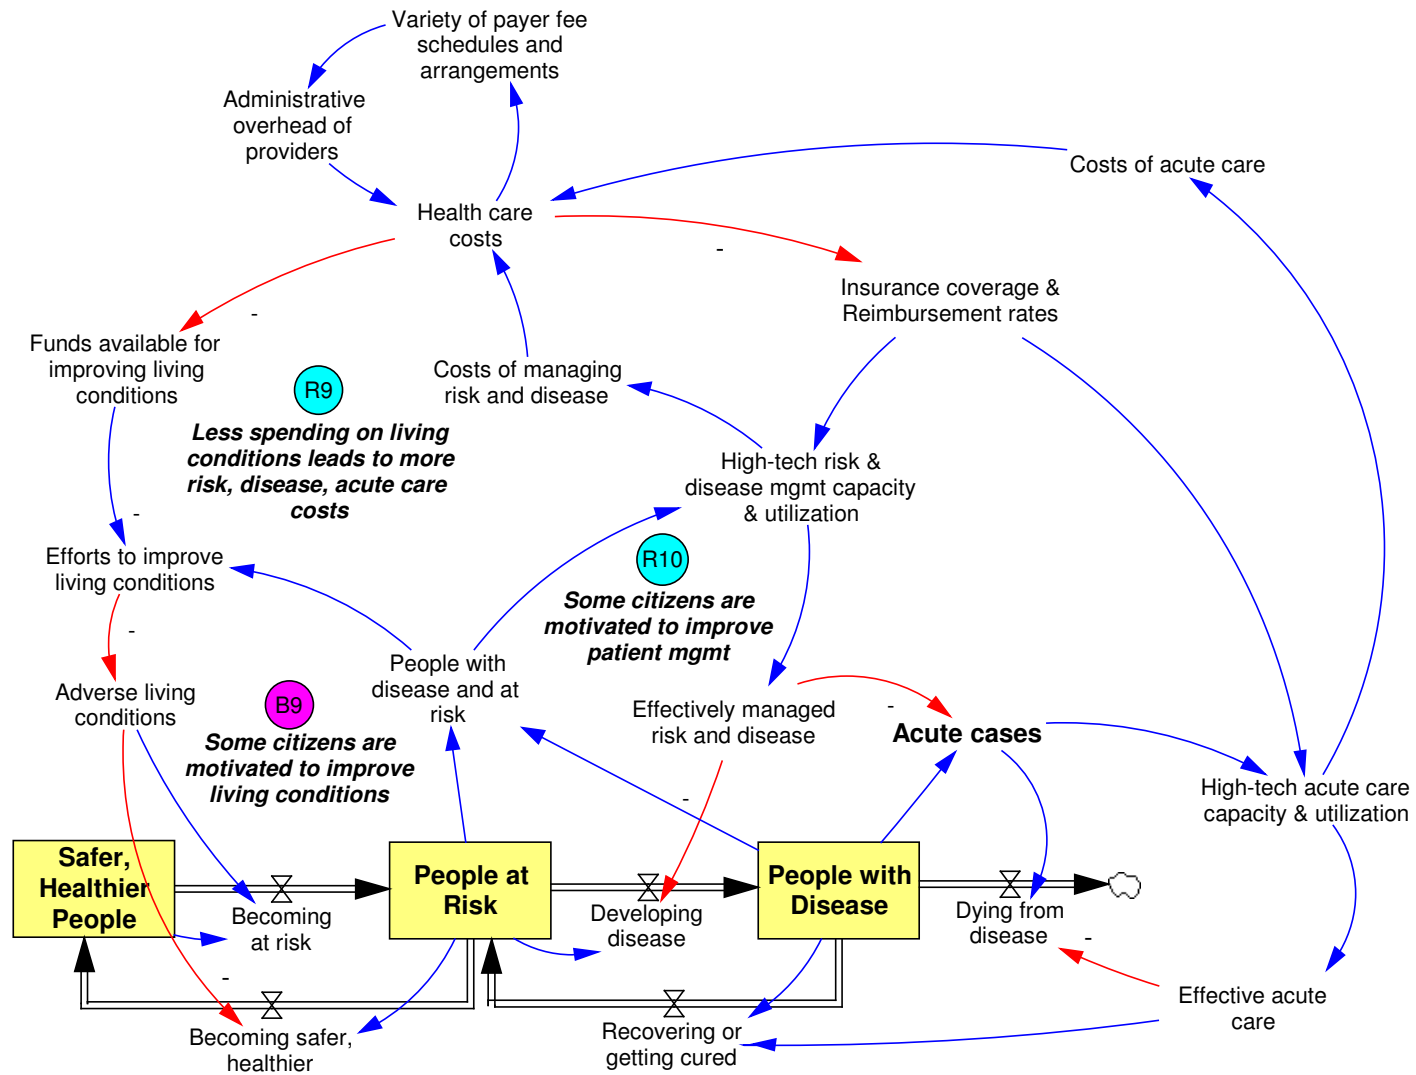 Variety of payer fee
schedules and
arrangements
Administrative
overhead of
providers
Costs of acute care
Health care
costs
-
-
Insurance coverage &
Reimbursement rates
Funds available for
improving living
conditions
R9
Less spending on living
conditions leads to more
risk, disease, acute care
costs
Costs of managing
risk and disease
High-tech risk &
disease mgmt capacity
& utilization
-
Efforts to improve
living conditions
R10
Some citizens are
motivated to improve
patient mgmt
-
People with
disease and at
risk
Adverse living
conditions
B9
Some citizens are
motivated to improve
living conditions
Effectively managed
risk and disease
-
Acute cases
High-tech acute care
capacity & utilization
-
Safer,
Healthier
People
People at
Risk
People with
Disease
Becoming
at risk
Developing
disease
Dying from
disease
-
-
Becoming safer,
healthier
Recovering or
getting cured
Effective acute
care